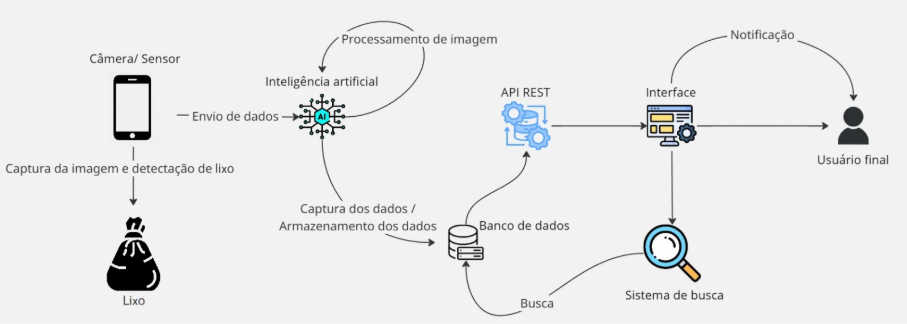 Notificação
Processamento de imagem
Câmera/ Sensor
Inteligência artificial
API REST
Interface
Envio de dados
AI
Usuário final
Captura da imagem e detectação de lixo
Captura dos dados /
Armazenamento dos dados
Banco de dados
Lixo
Busca
Sistema de busca